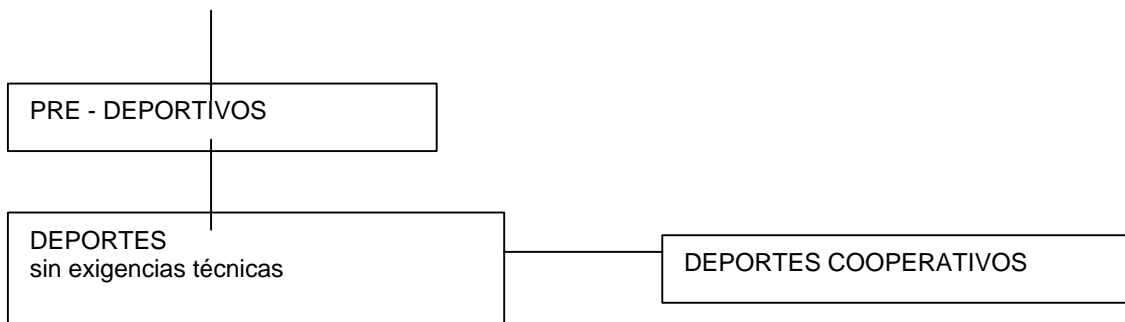 PRE - DEPORTIVOS
DEPORTES
sin exigencias técnicas
DEPORTES COOPERATIVOS